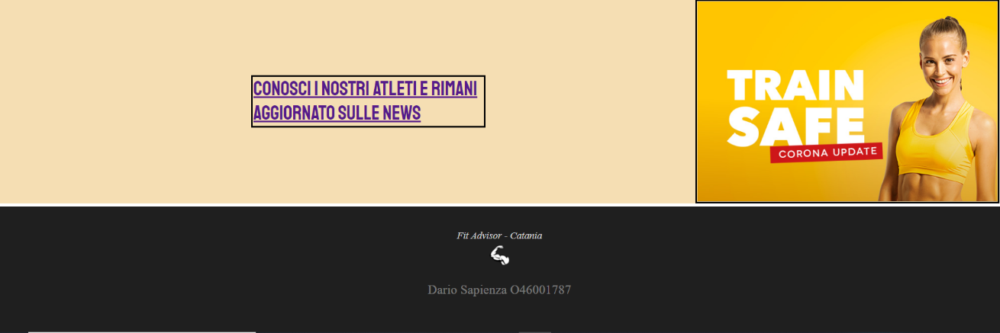 CONOSCI I NOSTRI ATLETI E RIMANI
AGGIORNATO SULLE NEWS
TRAIN
SAFE
CORONA UPDATE
Fit Advisor - Catania
Dario Sapienza O46001787